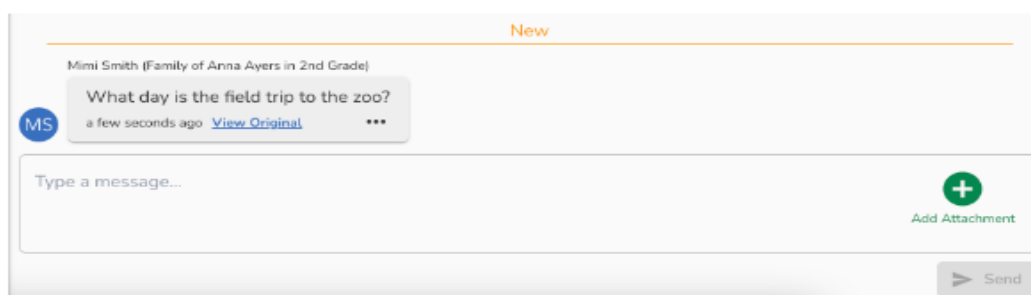 New
Mimi Smith (Family of Anna Ayers in 2nd Grade)
What day is the field trip to the zoo?
MS
a few seconds ago View Original •••
Type a message...
Add Attachment
Send